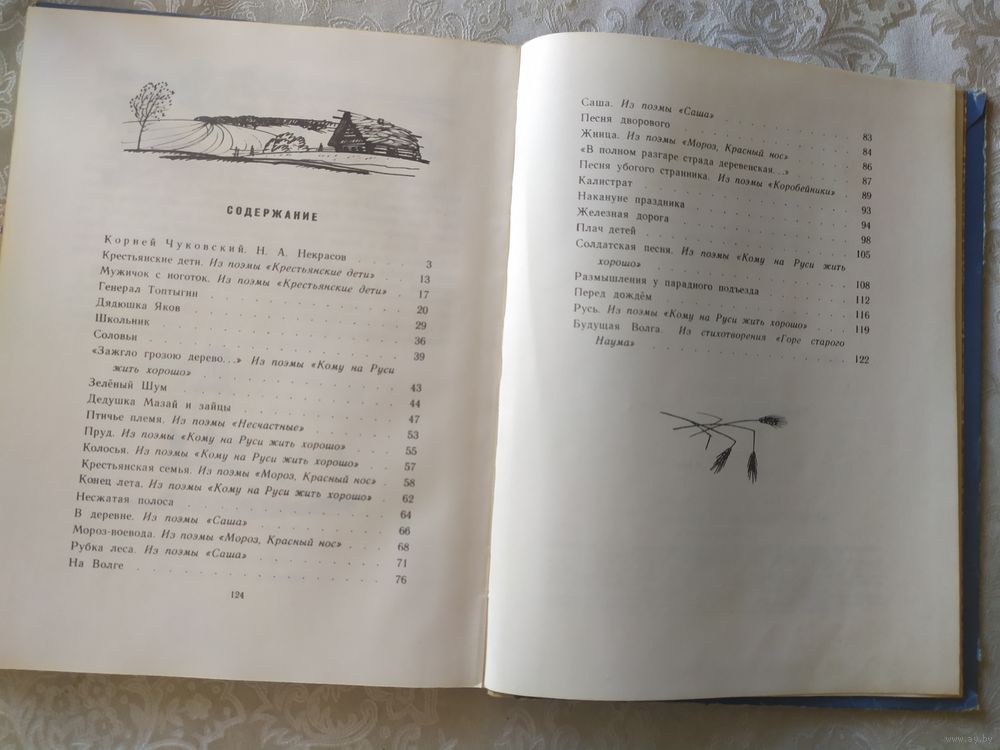 СОДЕРЖАНИЕ
Корней Чуковский. Н. А. Некрасов . . . . 3
Крестьянские дети. Из поэмы «Крестьянские дети» . 13
Мужичок с ноготок. Из поэмы «Крестьянские дети» . 17
Генерал Топтыгин . . . . 20
Дядюшка Яков . . . . 29
Школьник . . . . 36
Соловьи . . . . 39
«Зажгло грозою дерево...» Из поэмы «Кому на Руси
жить хорошо» . . . . 43
Зелёный Шум . . . . 44
Дедушка Мазай и зайцы . . . . 47
Птичье племя. Из поэмы «Несчастные» . . . . 53
Пруд. Из поэмы «Кому на Руси жить хорошо» . . . 55
Колосья. Из поэмы «Кому на Руси жить хорошо» . . 57
Крестьянская семья. Из поэмы «Мороз, Красный нос» . 58
Конец лета. Из поэмы «Кому на Руси жить хорошо» . 62
Несжатая полоса . . . . 64
В деревне. Из поэмы «Саша» . . . . 66
Мороз-воевода. Из поэмы «Мороз, Красный нос» . . . 68
Рубка леса. Из поэмы «Саша» . . . . 71
На Волге . . . . 76
124
Саша. Из поэмы «Саша» . . . . 83
Песня дворового . . . . 84
Жница. Из поэмы «Мороз, Красный нос» . . . . 86
«В полном разгаре страда деревенская...» . . . . 87
Песня убогого странника. Из поэмы «Коробейники» . 89
Калистрат . . . . 93
Накануне праздника . . . . 94
Железная дорога . . . . 98
Плач детей . . . . 105
Солдатская песня. Из поэмы «Кому на Руси жить
хорошо» . . . . 108
Размышления у парадного подъезда . . . . 112
Перед дождём . . . . 116
Русь. Из поэмы «Кому на Руси жить хорошо» . . . 119
Будущая Волга. Из стихотворения «Горе старого
Наума» . . . . 122
www.ay.by